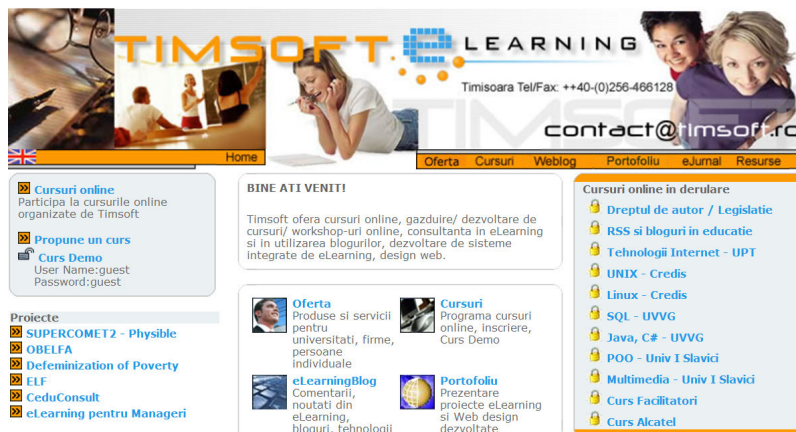 TIMSOFT.e LEARNING
Timisoara Tel/Fax: ++40-(0)256-466128
TIMSOFT
contact@timsoft.ro
Home
Oferta Cursuri Weblog Portofoliu eJurnal Resurse
Cursuri online
Participa la cursurile online
organizate de Timsoft
Propune un curs
Curs Demo
User Name:guest
Password:guest
Proiecte
SUPERCOMET2 - Physible
OBELFA
Defeminization of Poverty
ELF
CeduConsult
eLearning pentru Manageri
BINE ATI VENIT!
Timsoft ofera cursuri online, gazduire/ dezvoltare de
cursuri/ workshop-uri online, consultanta in eLearning
si in utilizarea blogurilor, dezvoltare de sisteme
integrate de eLearning, design web.
Oferta
Produse si servicii
pentru
universitati, firme,
persoane
individuale
Cursuri
Programa cursuri
online, inscriere,
Curs Demo
eLearningBlog
Comentarii,
noutati din
eLearning,
bloguri, tehnologii
Portofoliu
Prezentare
proiecte eLearning
si Web design
dezvoltate
Cursuri online in derulare
Dreptul de autor / Legislatie
RSS si bloguri in educatie
Tehnologii Internet - UPT
UNIX - Credis
Linux - Credis
SQL - UVVG
Java, C# - UVVG
POO - Univ I Slavici
Multimedia - Univ I Slavici
Curs Facilitatori
Curs Alcatel